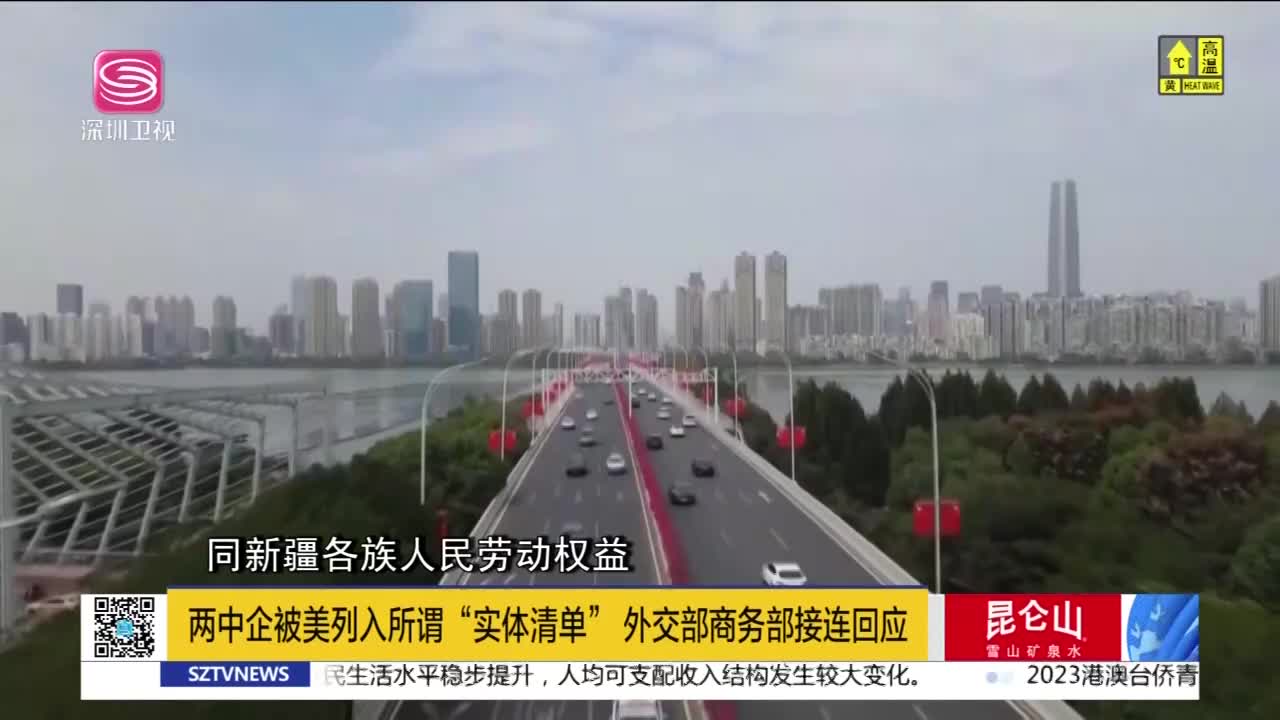 深圳卫视
高温
℃
黄 HEAT WAVE
同新疆各族人民劳动权益
两中企被美列入所谓“实体清单” 外交部商务部接连回应
昆仑山
雪山矿泉水
SZTVNEWS
民生活水平稳步提升，人均可支配收入结构发生较大变化。
2023港澳台侨青